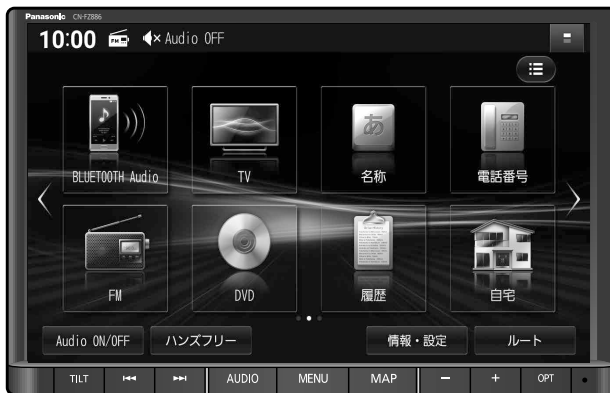 Panasonic CN-FZ886
10:00 FM Audio OFF
BLUETOOTH Audio TV 名称 電話番号
あ
FM DVD 履歴 自宅
Audio ON/OFF ハンズフリー 情報・設定 ルート
TILT AUDIO MENU MAP − + OPT